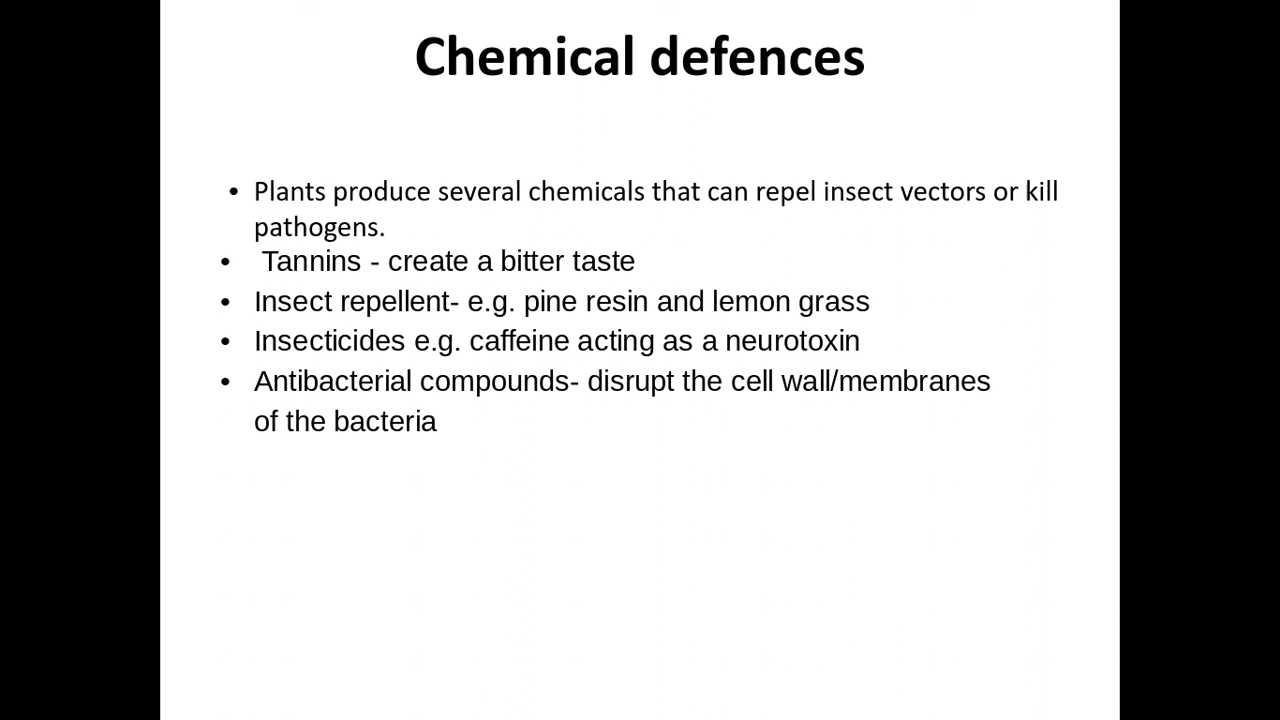 Chemical defences
• Plants produce several chemicals that can repel insect vectors or kill
pathogens.
• Tannins - create a bitter taste
• Insect repellent- e.g. pine resin and lemon grass
• Insecticides e.g. caffeine acting as a neurotoxin
• Antibacterial compounds- disrupt the cell wall/membranes
of the bacteria